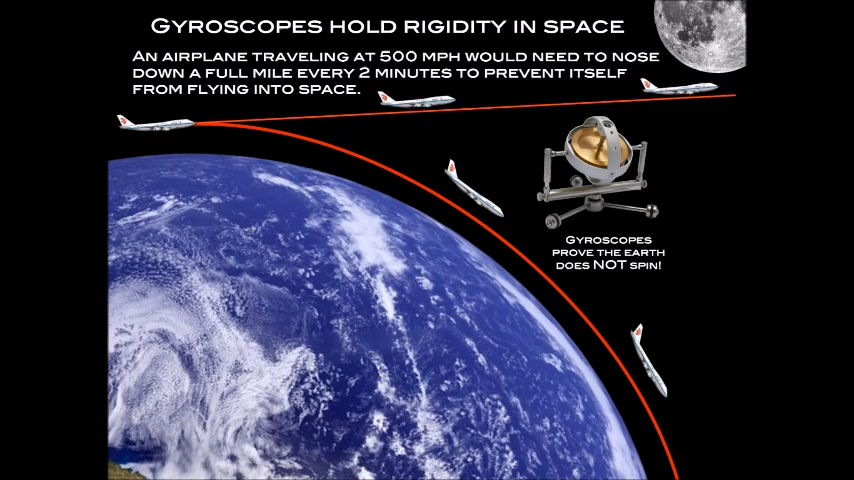 Gyroscopes hold rigidity in space
An airplane traveling at 500 mph would need to nose
down a full mile every 2 minutes to prevent itself
from flying into space.
Gyroscopes
prove the earth
does NOT spin!